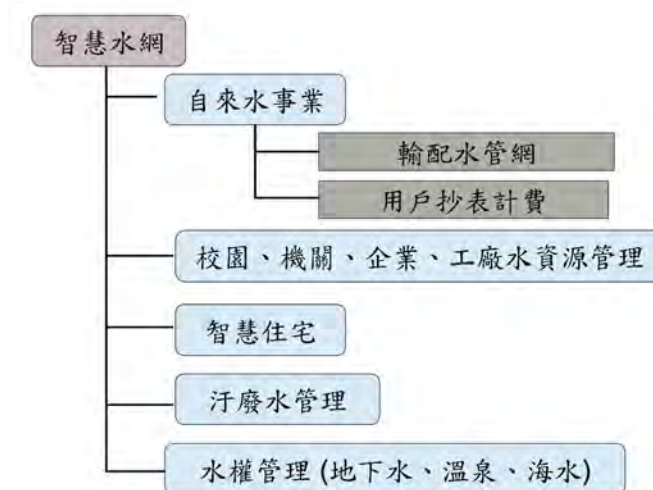 智慧水網
自來水事業
輸配水管網
用戶抄表計費
校園、機關、企業、工廠水資源管理
智慧住宅
汙廢水管理
水權管理(地下水、溫泉、海水)